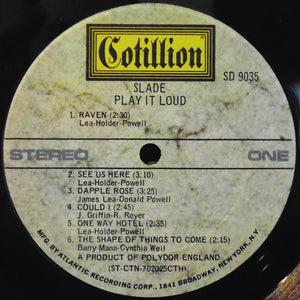 Cotillion
SLADE
PLAY IT LOUD
SD 9035
1. RAVEN (2:30)
Lea-Holder-Powell
STEREO
ONE
2. SEE US HERE (3:10)
Lea-Holder-Powell
3. DAPPLE ROSE (3:25)
James Lea-Donald Powell
4. COULD I (2:45)
J. Griffin-R. Royer
5. ONE WAY HOTEL (2:30)
Lea-Holder-Powell
6. THE SHAPE OF THINGS TO COME (2:15)
Barry Mann-Cynthia Weil
A PRODUCT OF POLYDOR-ENGLAND
(ST-CTN-702025CTH)
MFG. BY ATLANTIC RECORDING CORP., 1841 BROADWAY, NEW YORK, N.Y.